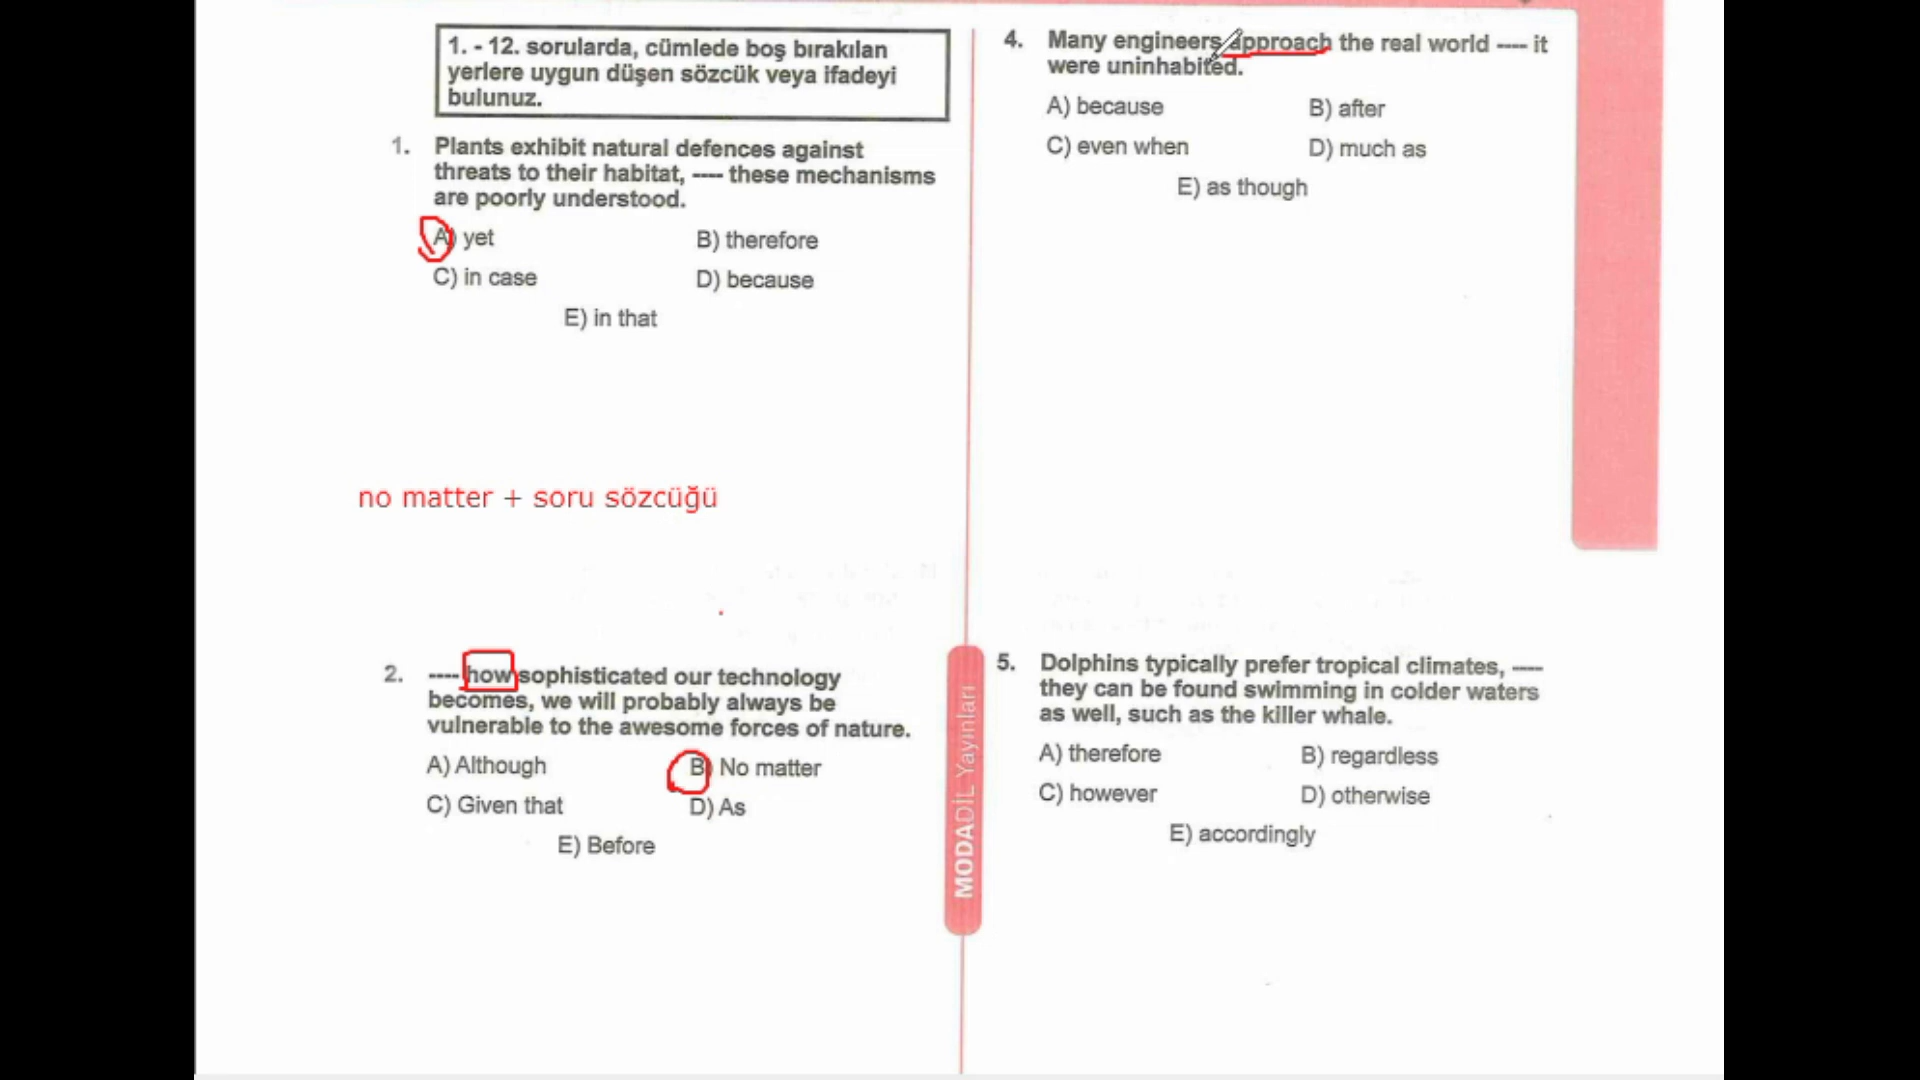 1. - 12. sorularda, cümlede boş bırakılan
yerlere uygun düşen sözcük veya ifadeyi
bulunuz.
1. Plants exhibit natural defences against
threats to their habitat, ---- these mechanisms
are poorly understood.
A) yet B) therefore
C) in case D) because
E) in that
no matter + soru sözcüğü
2. ---- how sophisticated our technology
becomes, we will probably always be
vulnerable to the awesome forces of nature.
A) Although B) No matter
C) Given that D) As
E) Before
MODADİL Yayınları
4. Many engineers approach the real world ---- it
were uninhabited.
A) because B) after
C) even when D) much as
E) as though
5. Dolphins typically prefer tropical climates, ----
they can be found swimming in colder waters
as well, such as the killer whale.
A) therefore B) regardless
C) however D) otherwise
E) accordingly